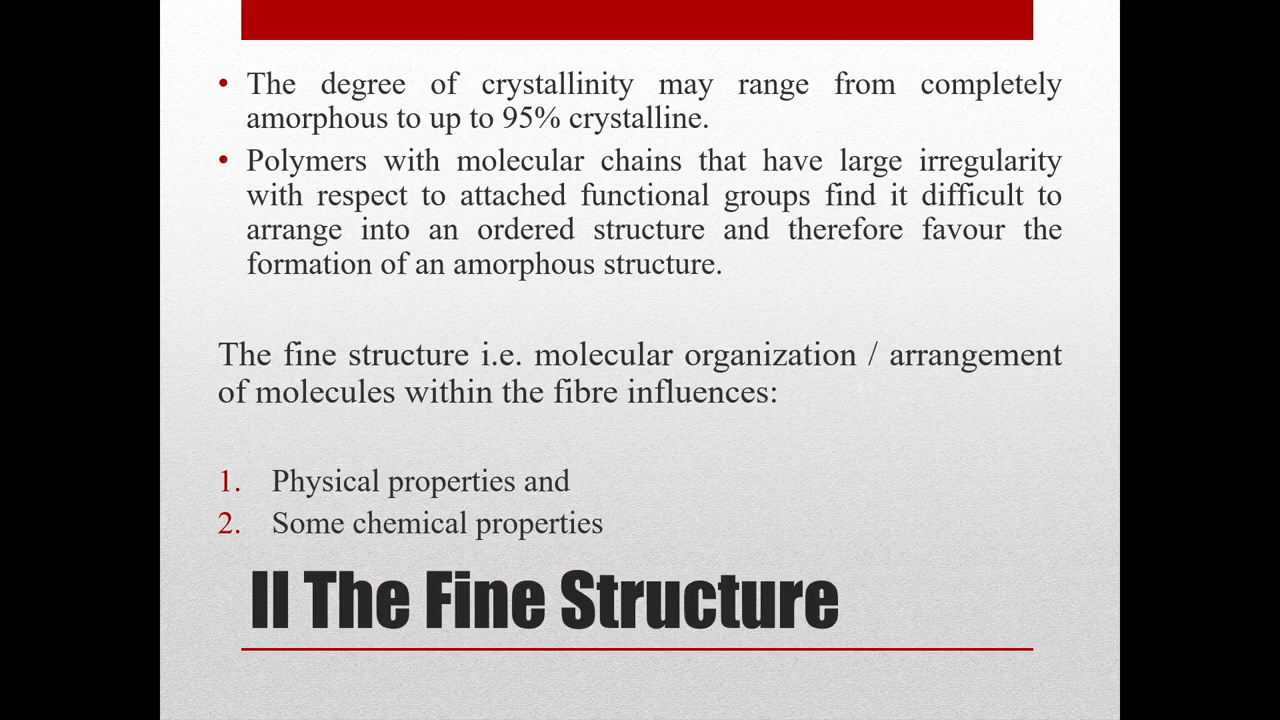 • The degree of crystallinity may range from completely
amorphous to up to 95% crystalline.
• Polymers with molecular chains that have large irregularity
with respect to attached functional groups find it difficult to
arrange into an ordered structure and therefore favour the
formation of an amorphous structure.
The fine structure i.e. molecular organization / arrangement
of molecules within the fibre influences:
1. Physical properties and
2. Some chemical properties
II The Fine Structure